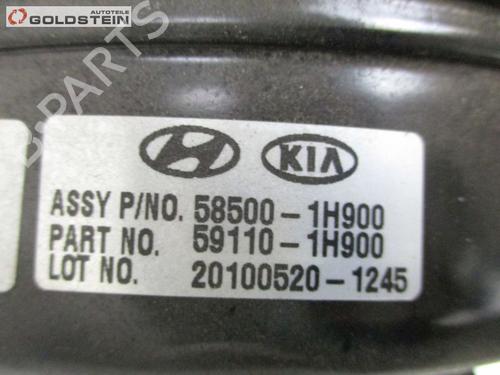 AUTOTEILE
GOLDSTEIN
B-PARTS
KIA
ASSY P/NO. 58500-1H900
PART NO. 59110-1H900
LOT NO. 20100520-1245